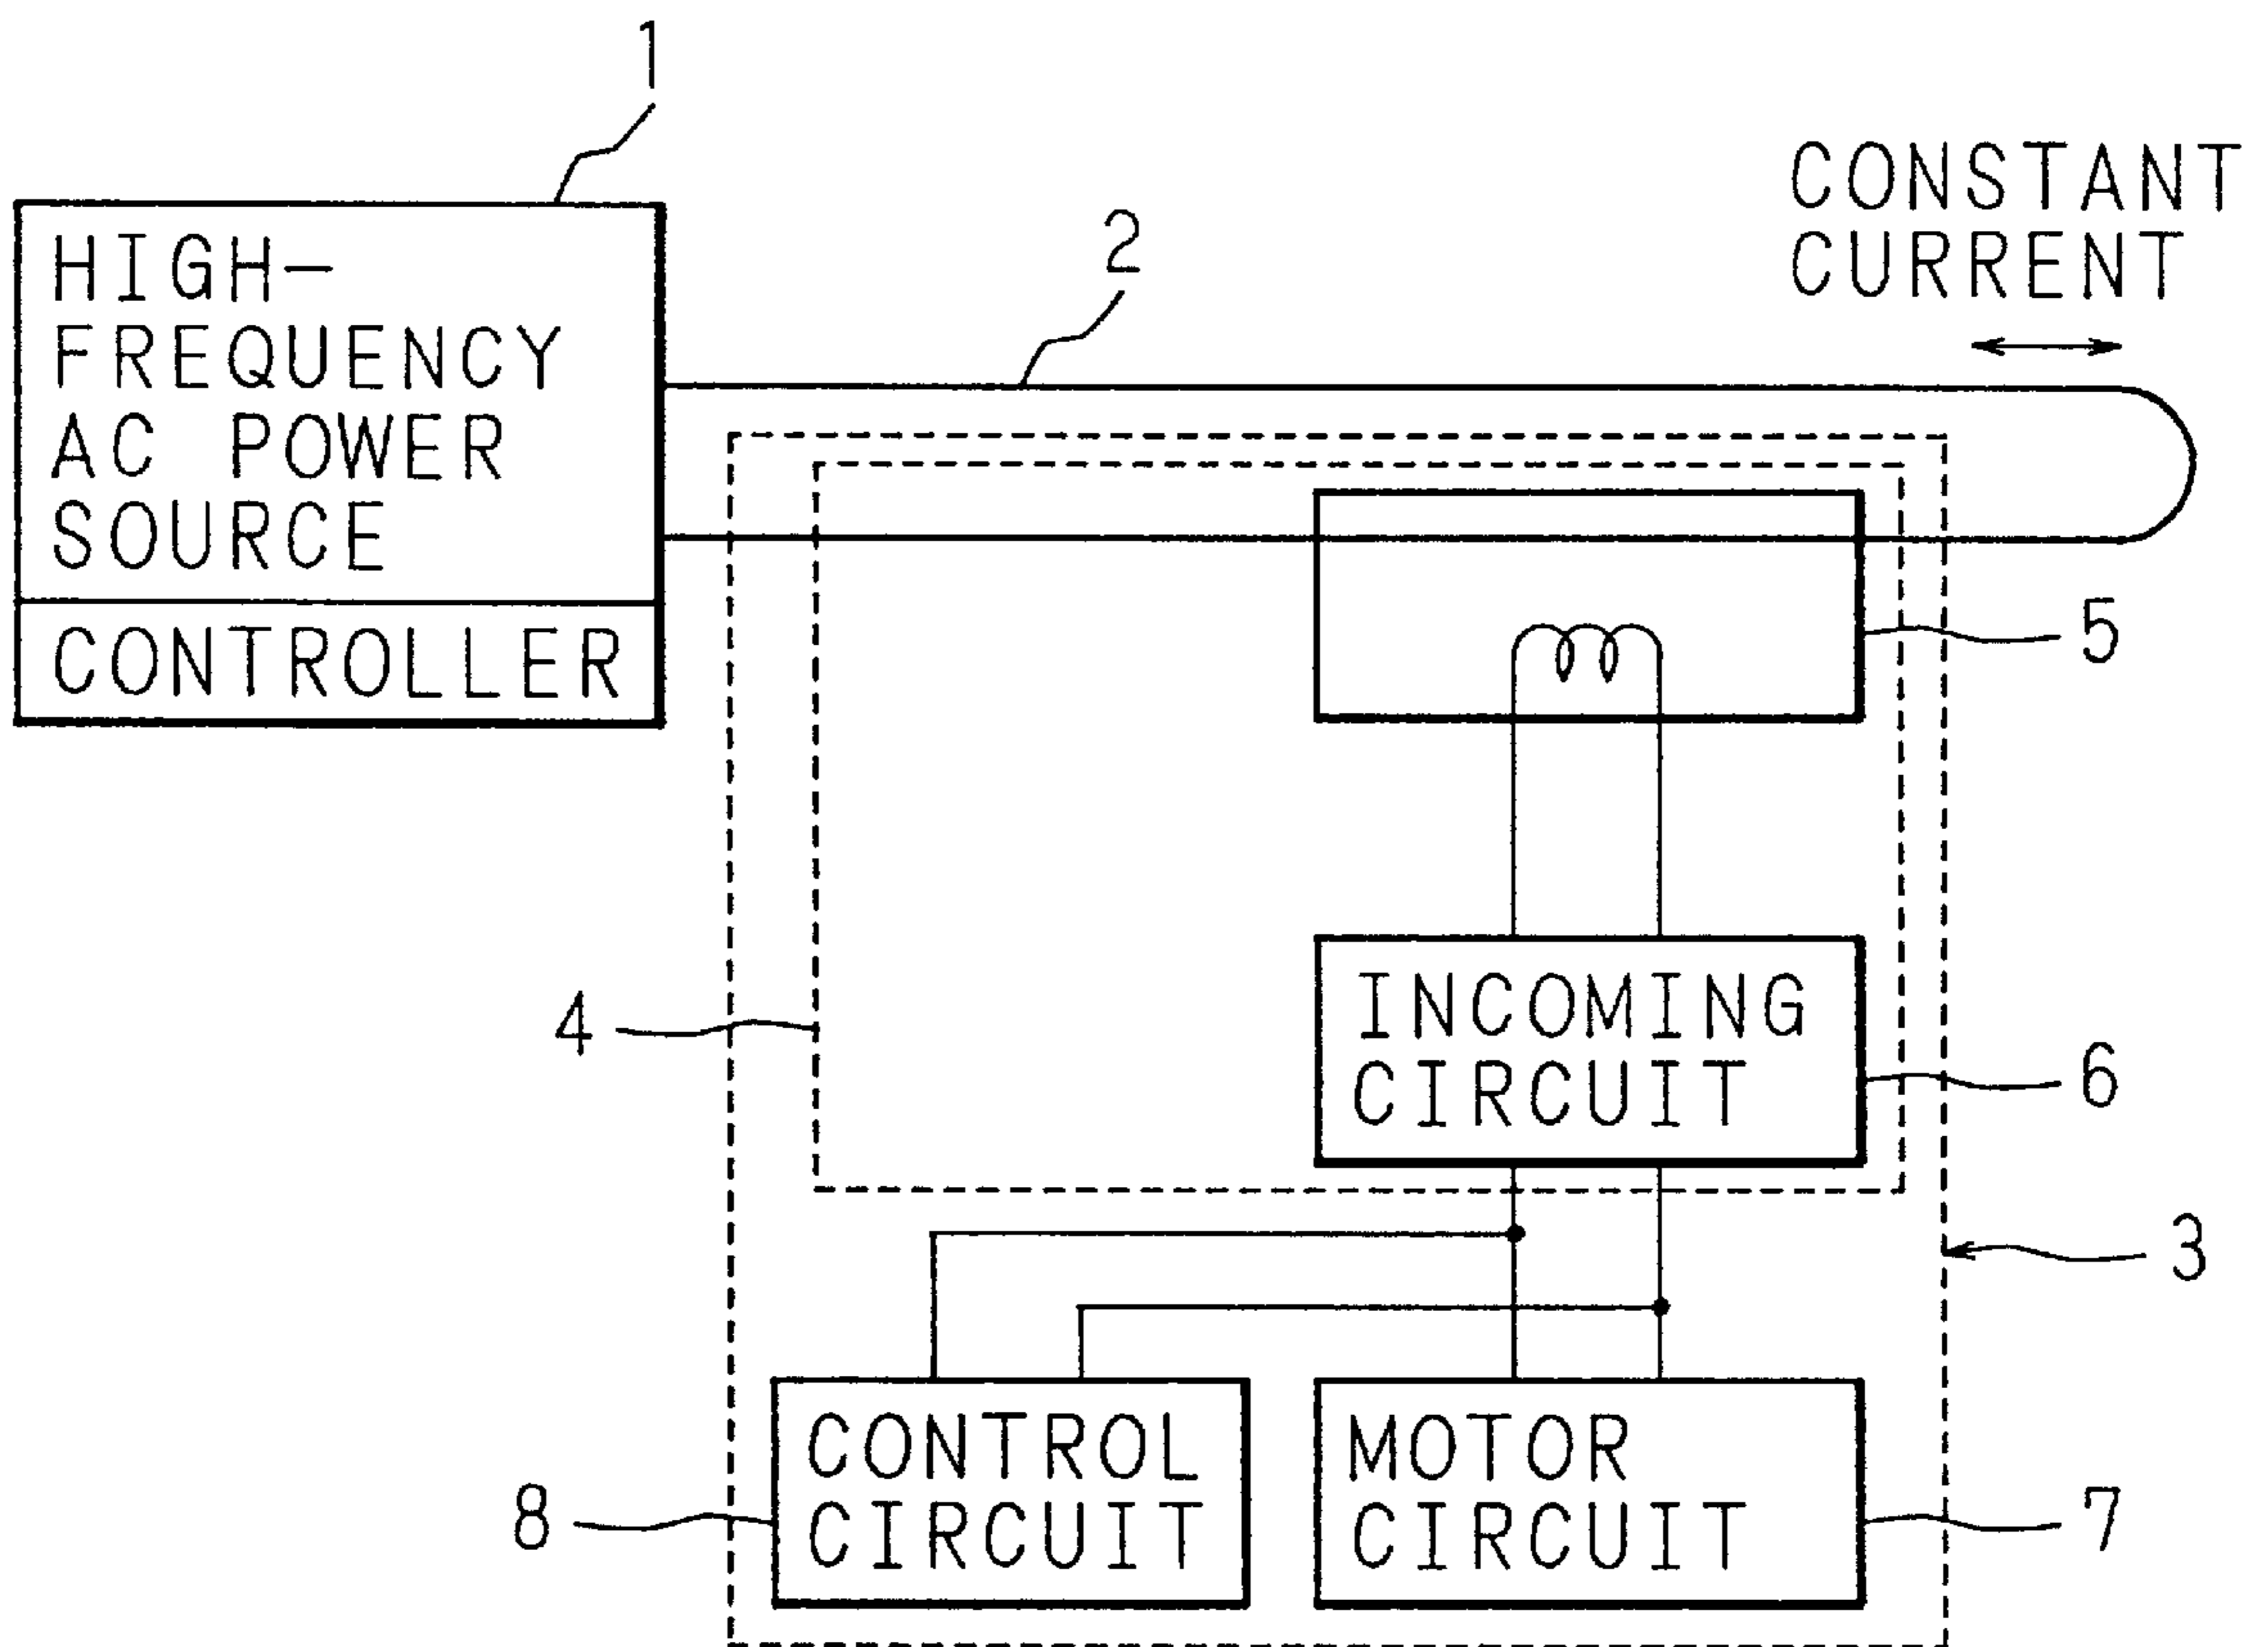 1
CONSTANT
CURRENT
2
HIGH-
FREQUENCY
AC POWER
SOURCE
CONTROLLER
5
4
INCOMING
CIRCUIT
6
3
CONTROL
CIRCUIT
8
MOTOR
CIRCUIT
7